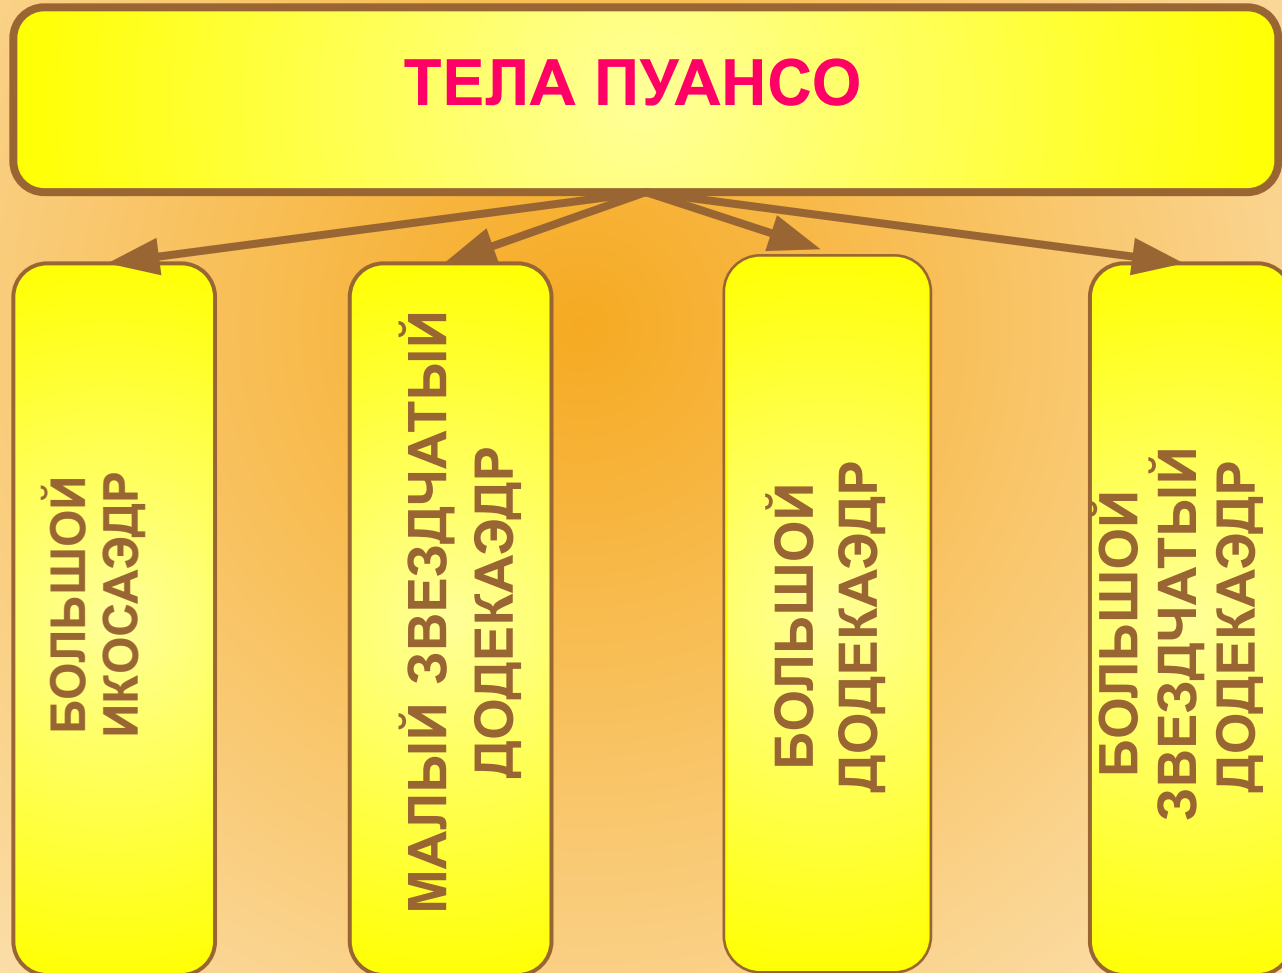 ТЕЛА ПУАНСО
БОЛЬШОЙ
ИКОСАЭДР
МАЛЫЙ ЗВЕЗДЧАТЫЙ
ДОДЕКАЭДР
БОЛЬШОЙ
ДОДЕКАЭДР
БОЛЬШОЙ
ЗВЕЗДЧАТЫЙ
ДОДЕКАЭДР